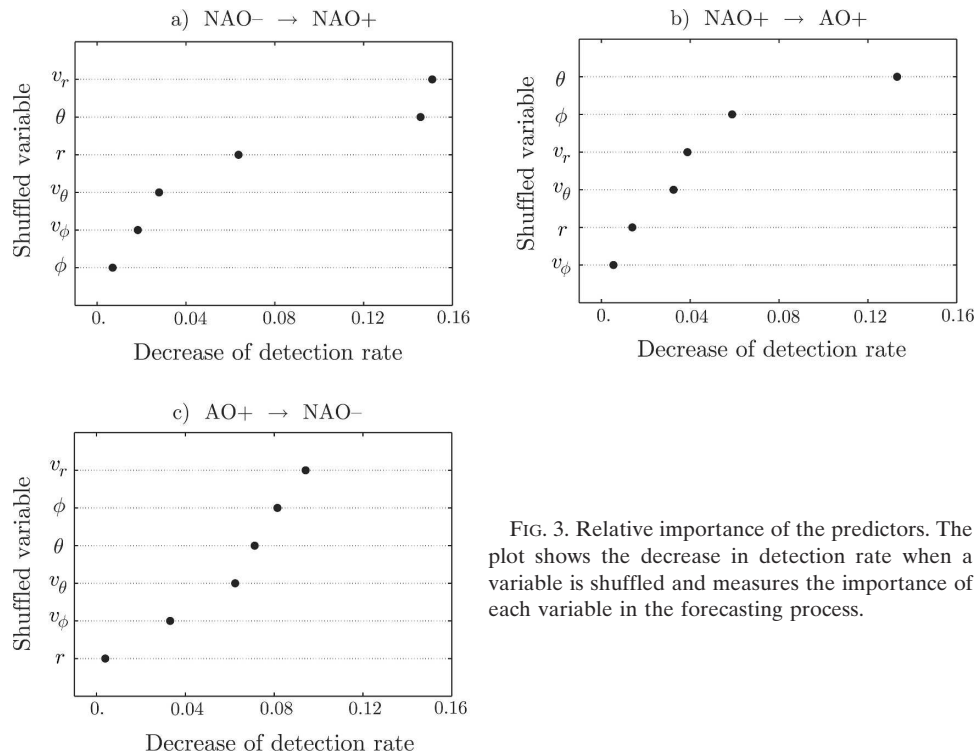 a) NAO– → NAO+
Shuffled variable
v_r
θ
r
v_θ
v_ϕ
ϕ
0. 0.04 0.08 0.12 0.16
Decrease of detection rate
b) NAO+ → AO+
Shuffled variable
θ
ϕ
v_r
v_θ
r
v_ϕ
0. 0.04 0.08 0.12 0.16
Decrease of detection rate
c) AO+ → NAO–
Shuffled variable
v_r
ϕ
θ
v_θ
v_ϕ
r
0. 0.04 0.08 0.12 0.16
Decrease of detection rate
FIG. 3. Relative importance of the predictors. The
plot shows the decrease in detection rate when a
variable is shuffled and measures the importance of
each variable in the forecasting process.